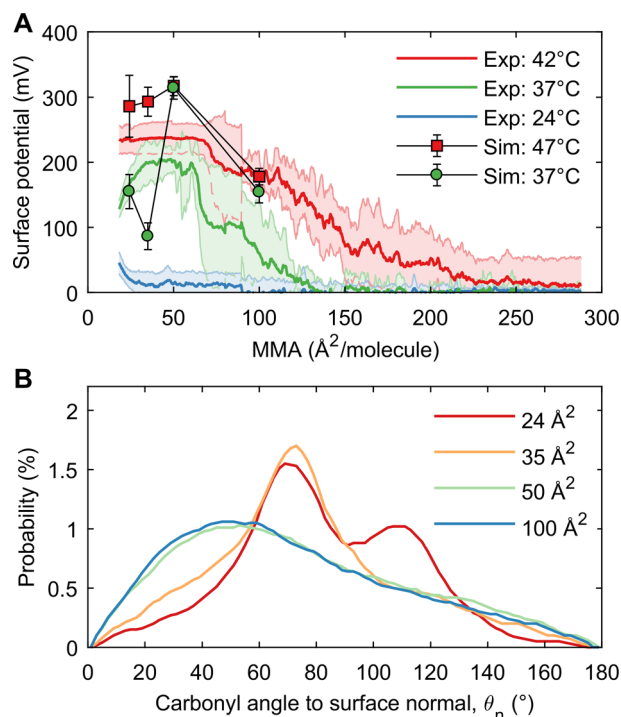 A
Surface potential (mV)
400
300
200
100
0
0 50 100 150 200 250 300
MMA (Å²/molecule)
Exp: 42°C
Exp: 37°C
Exp: 24°C
Sim: 47°C
Sim: 37°C
B
Probability (%)
2
1.5
1
0.5
0
0 20 40 60 80 100 120 140 160 180
Carbonyl angle to surface normal, θn (°)
24 Å²
35 Å²
50 Å²
100 Å²